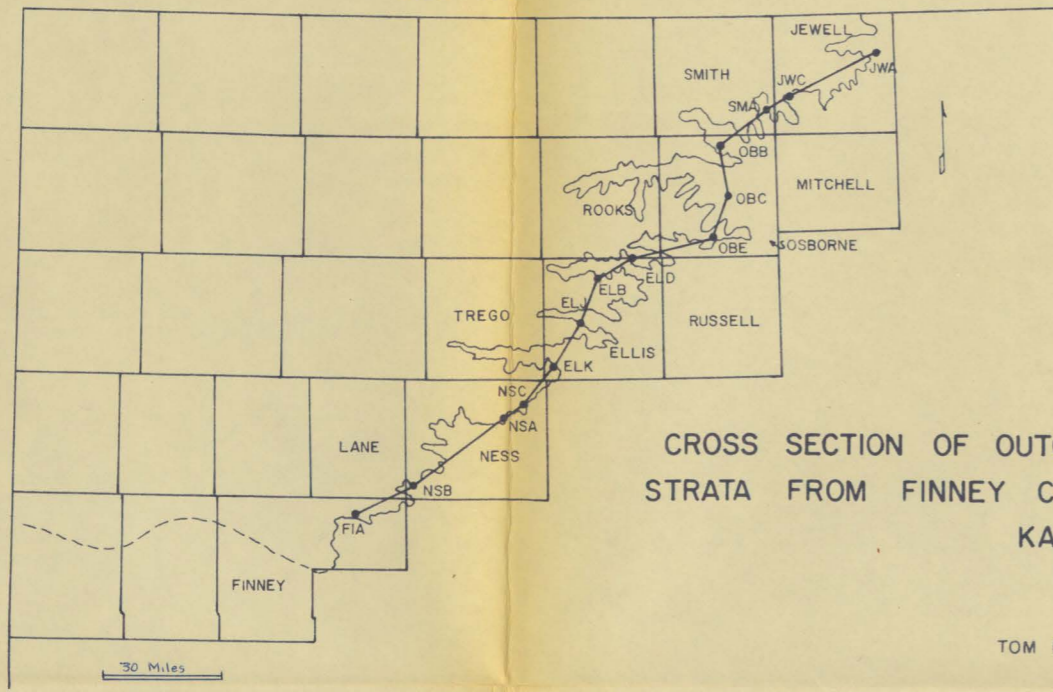 JEWELL
JWA
JWC
SMITH
SMA
OBB
MITCHELL
OBC
ROOKS
OBE
OSBORNE
ELD
ELB
TREGO
ELJ
RUSSELL
ELLIS
ELK
NSC
NSA
LANE
NESS
NSB
FIA
FINNEY
30 Miles
CROSS SECTION OF OUTC
STRATA FROM FINNEY C
KA
TOM